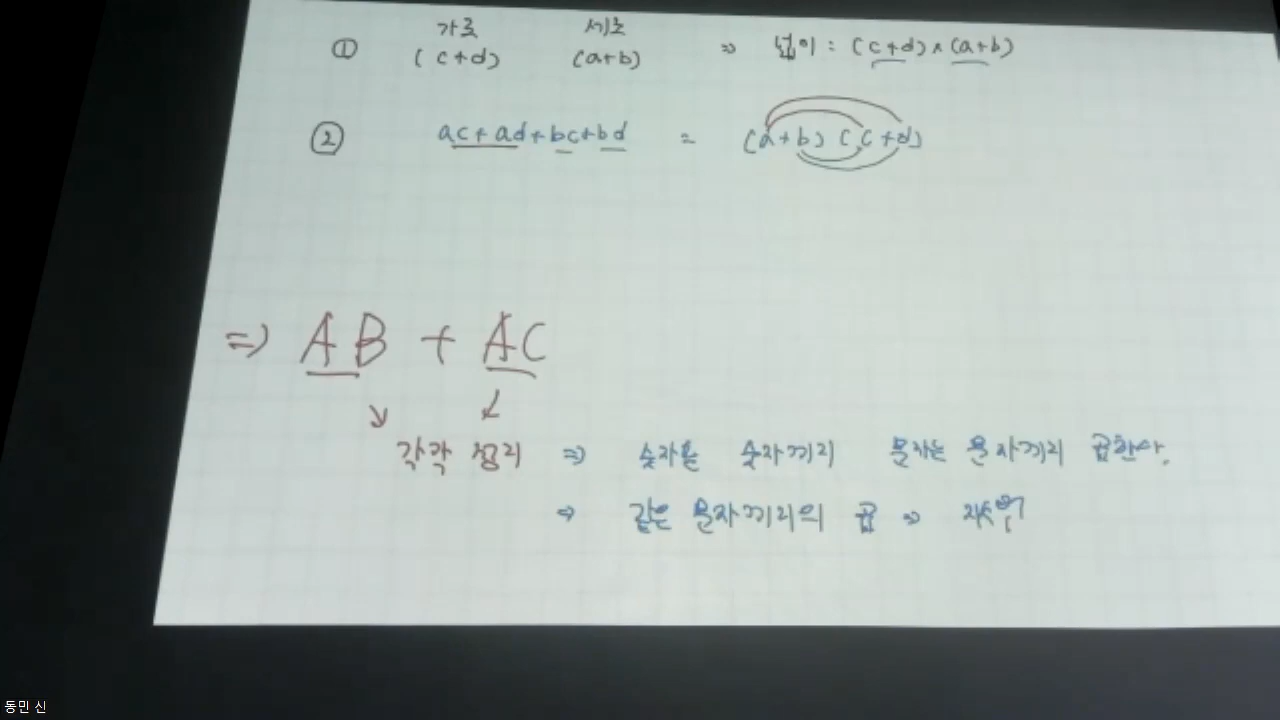 가로 세로
① (c+d) (a+b) ⇒ 넓이 : (c+d)×(a+b)
② ac+ad+bc+bd = (a+b)(c+d)
⇒ AB + AC
각각 정리 ⇒ 숫자는 숫자끼리 문자는 문자끼리 곱한다.
⇒ 같은 문자끼리의 곱 ⇒
동민 신